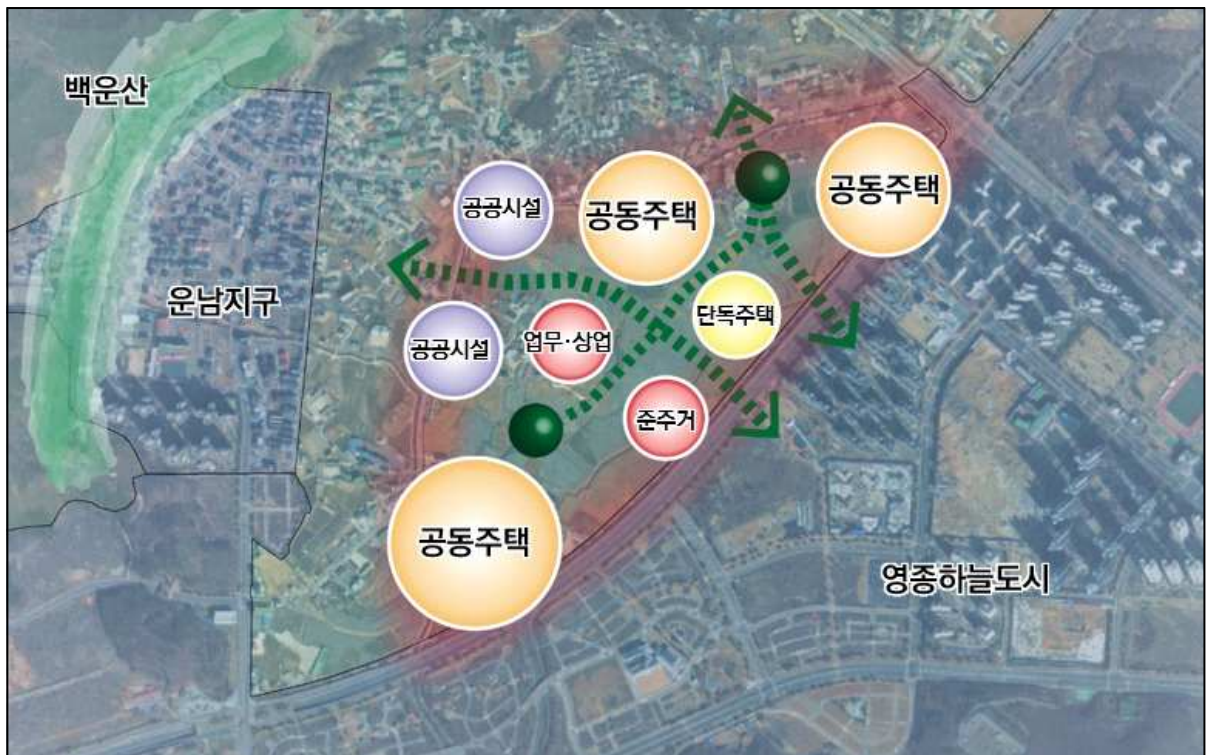 백운산
공동주택
공공시설
공동주택
운남지구
단독주택
업무·상업
공공시설
준주거
공동주택
영종하늘도시